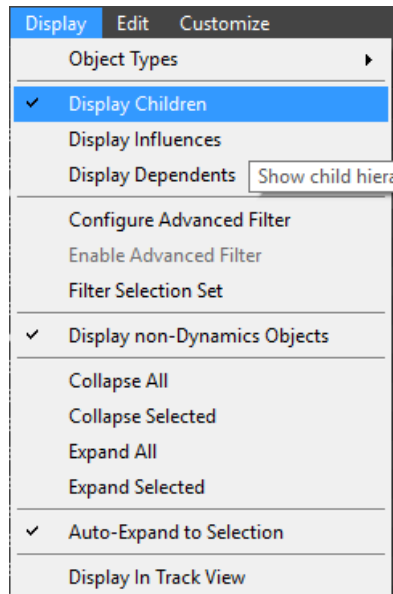 Display Edit Customize
Object Types
Display Children
Display Influences
Display Dependents
Show child
Configure Advanced Filter
Enable Advanced Filter
Filter Selection Set
Display non-Dynamics Objects
Collapse All
Collapse Selected
Expand All
Expand Selected
Auto-Expand to Selection
Display In Track View